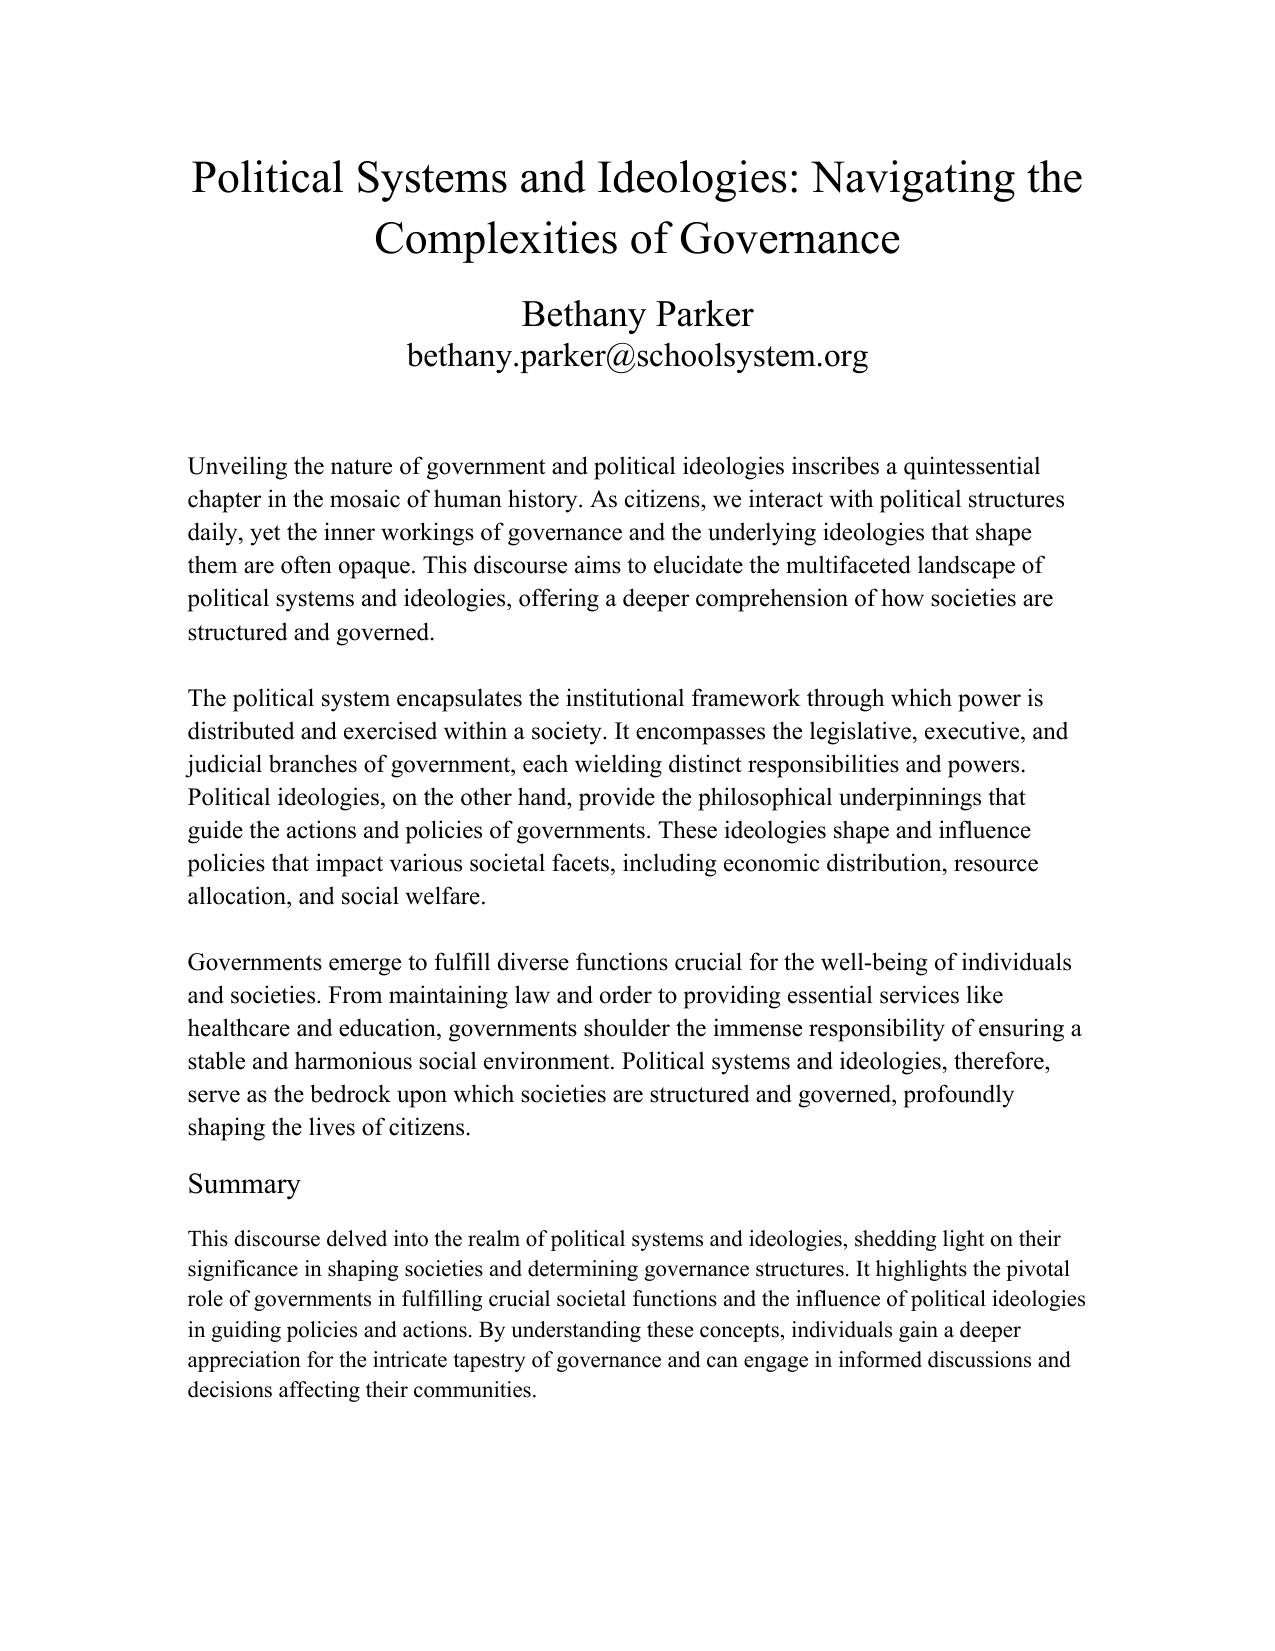 Political Systems and Ideologies: Navigating the
Complexities of Governance
Bethany Parker
bethany.parker@schoolsystem.org
Unveiling the nature of government and political ideologies inscribes a quintessential
chapter in the mosaic of human history. As citizens, we interact with political structures
daily, yet the inner workings of governance and the underlying ideologies that shape
them are often opaque. This discourse aims to elucidate the multifaceted landscape of
political systems and ideologies, offering a deeper comprehension of how societies are
structured and governed.
The political system encapsulates the institutional framework through which power is
distributed and exercised within a society. It encompasses the legislative, executive, and
judicial branches of government, each wielding distinct responsibilities and powers.
Political ideologies, on the other hand, provide the philosophical underpinnings that
guide the actions and policies of governments. These ideologies shape and influence
policies that impact various societal facets, including economic distribution, resource
allocation, and social welfare.
Governments emerge to fulfill diverse functions crucial for the well-being of individuals
and societies. From maintaining law and order to providing essential services like
healthcare and education, governments shoulder the immense responsibility of ensuring a
stable and harmonious social environment. Political systems and ideologies, therefore,
serve as the bedrock upon which societies are structured and governed, profoundly
shaping the lives of citizens.
Summary
This discourse delved into the realm of political systems and ideologies, shedding light on their
significance in shaping societies and determining governance structures. It highlights the pivotal
role of governments in fulfilling crucial societal functions and the influence of political ideologies
in guiding policies and actions. By understanding these concepts, individuals gain a deeper
appreciation for the intricate tapestry of governance and can engage in informed discussions and
decisions affecting their communities.